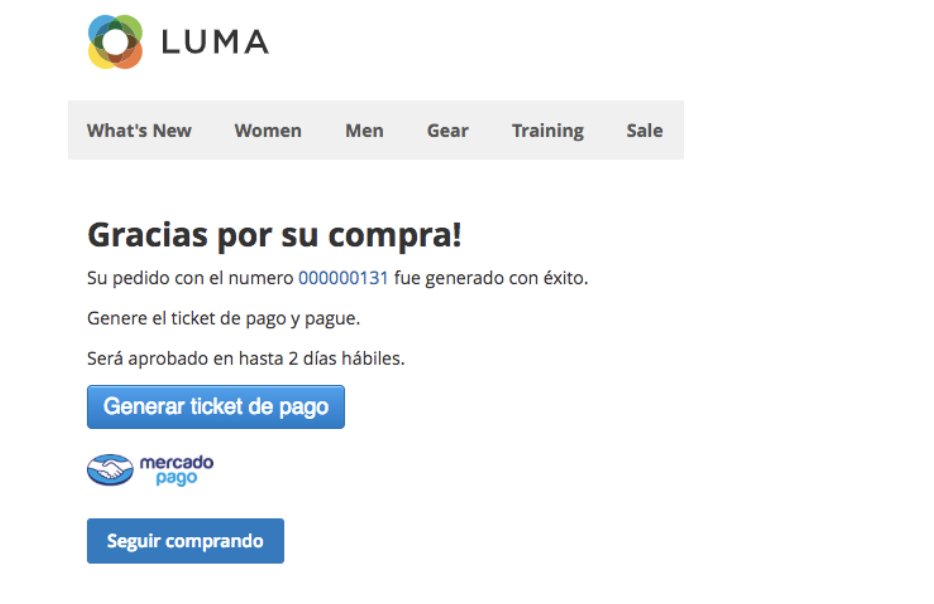 LUMA
What's New Women Men Gear Training Sale
Gracias por su compra!
Su pedido con el numero 000000131 fue generado con éxito.
Genere el ticket de pago y pague.
Será aprobado en hasta 2 días hábiles.
Generar ticket de pago
mercado
pago
Seguir comprando